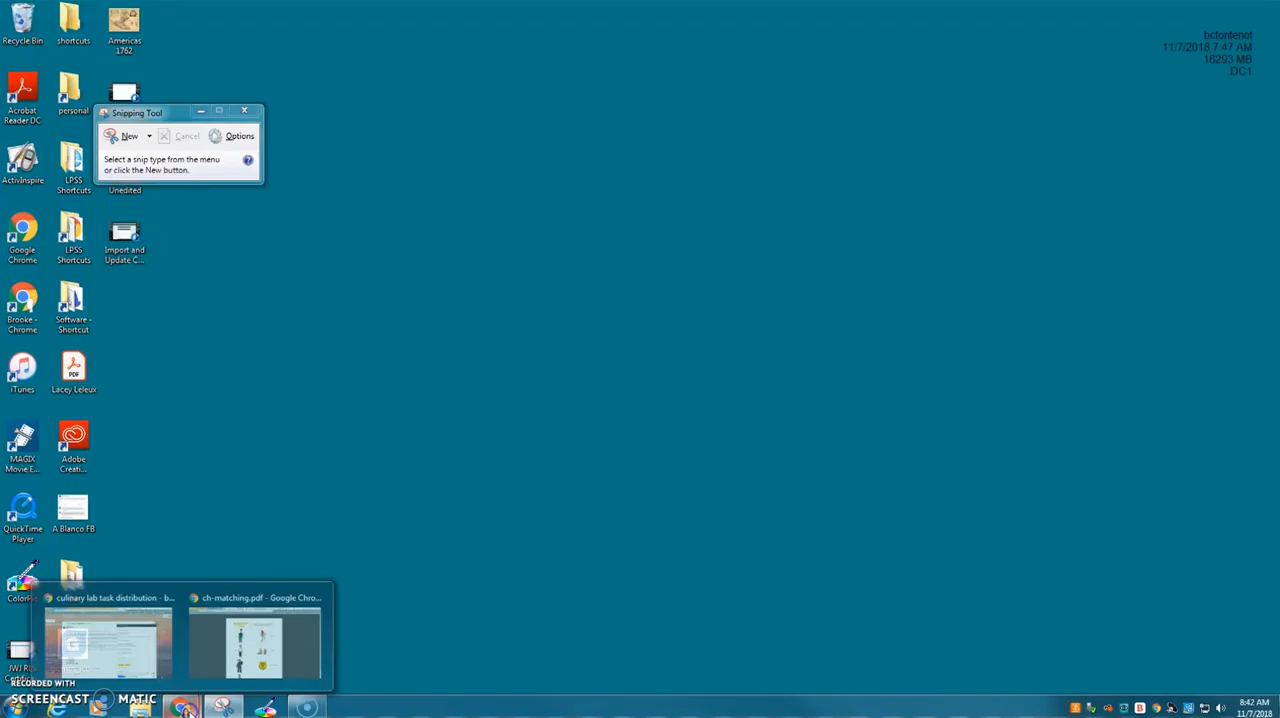 Recycle Bin
shortcuts
Americas
1762
bcfontenot
11/7/2018 7:47 AM
16293 MB
DC1
Acrobat
Reader DC
personal
Snipping Tool
New
Cancel
Options
Select a snip type from the menu
or click the New button.
ActivInspire
LPSS
Shortcuts
Unedited
Google
Chrome
LPSS
Shortcuts
Import and
Update C...
Brooke -
Chrome
Software -
Shortcut
iTunes
PDF
Lacey Leleux
MAGIX
Movie E...
Adobe
Creati...
QuickTime
Player
A Blanco FB
culinary lab task distribution - b...
ch-matching.pdf - Google Chro...
RECORDED WITH
SCREENCAST MATIC
8:42 AM
11/7/2018